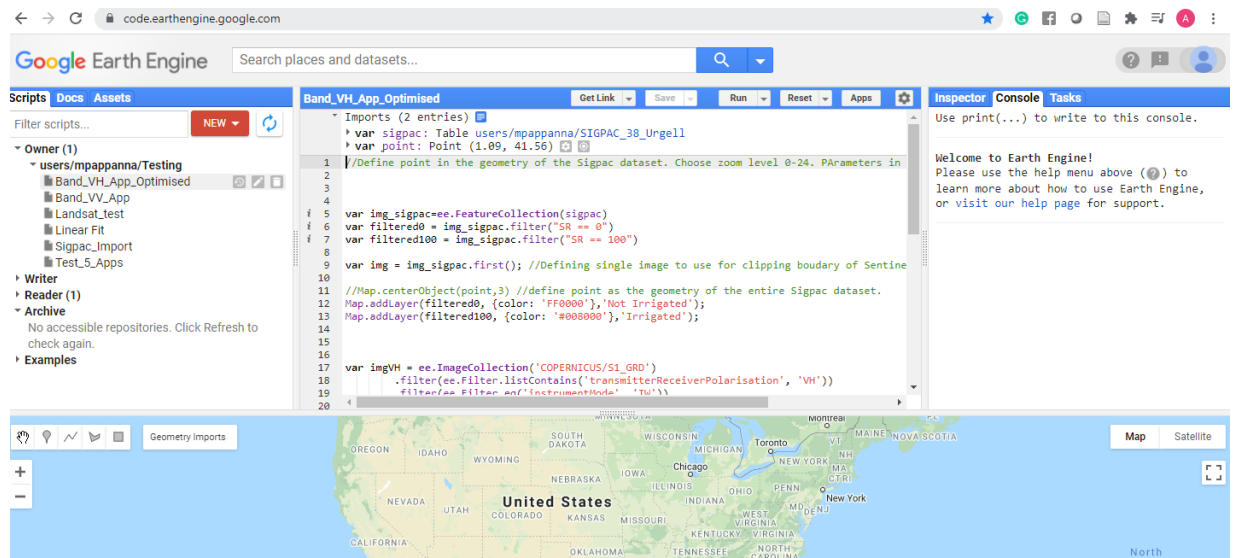 code.earthengine.google.com
A
Google Earth Engine
Search places and datasets...
Scripts Docs Assets
Filter scripts...
NEW
Owner (1)
users/mpappanna/Testing
Band_VH_App_Optimised
Band_VV_App
Landsat_test
Linear Fit
Sigpac_Import
Test_5_Apps
Writer
Reader (1)
Archive
No accessible repositories. Click Refresh to
check again.
Examples
Band_VH_App_Optimised
Get Link Save Run Reset Apps
Imports (2 entries)
var sigpac: Table users/mpappanna/SIGPAC_38_Urgell
var point: Point (1.09, 41.56)
1 //Define point in the geometry of the Sigpac dataset. Choose zoom level 0-24. PArameters in
2
3
4
i 5 var img_sigpac=ee.FeatureCollection(sigpac)
i 6 var filtered0 = img_sigpac.filter("SR == 0")
i 7 var filtered100 = img_sigpac.filter("SR == 100")
8
9 var img = img_sigpac.first(); //Defining single image to use for clipping boudary of Sentine
10
11 //Map.centerObject(point,3) //define point as the geometry of the entire Sigpac dataset.
12 Map.addLayer(filtered0, {color: 'FF0000'},'Not Irrigated');
13 Map.addLayer(filtered100, {color: '#008000'},'Irrigated');
14
15
16
17 var imgVH = ee.ImageCollection('COPERNICUS/S1_GRD')
18 .filter(ee.Filter.listContains('transmitterReceiverPolarisation', 'VH'))
19 .filter(ee.Filter.eq('instrumentMode', 'IW'))
20
Inspector Console Tasks
Use print(...) to write to this console.
Welcome to Earth Engine!
Please use the help menu above (?) to
learn more about how to use Earth Engine,
or visit our help page for support.
Geometry Imports
Map Satellite
+
−
MINNESOTA
Montreal
OREGON
IDAHO
WYOMING
SOUTH
DAKOTA
WISCONSIN
MICHIGAN
Toronto
VT
MAINE
NOVA SCOTIA
NH
NEW YORK
MA
CT RI
Chicago
IOWA
NEBRASKA
ILLINOIS
INDIANA
OHIO
PENN
New York
NEVADA
UTAH
COLORADO
United States
KANSAS
MISSOURI
WEST
VIRGINIA
MD
DE NJ
KENTUCKY
VIRGINIA
CALIFORNIA
OKLAHOMA
TENNESSEE
NORTH
CAROLINA
North